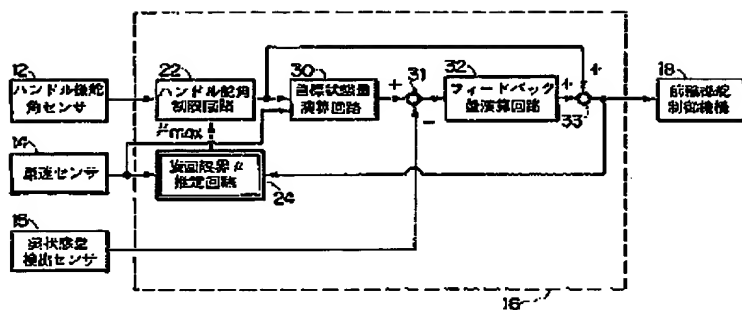 12
ハンドル操舵
角センサ
22
ハンドル舵角
制限回路
30
目標状態量
演算回路
+
31
−
32
フィードバック
量演算回路
+
+
33
18
前輪操舵
制御機構
μmax
14
車速センサ
旋回限界μ
推定回路
24
15
実状態量
検出センサ
16